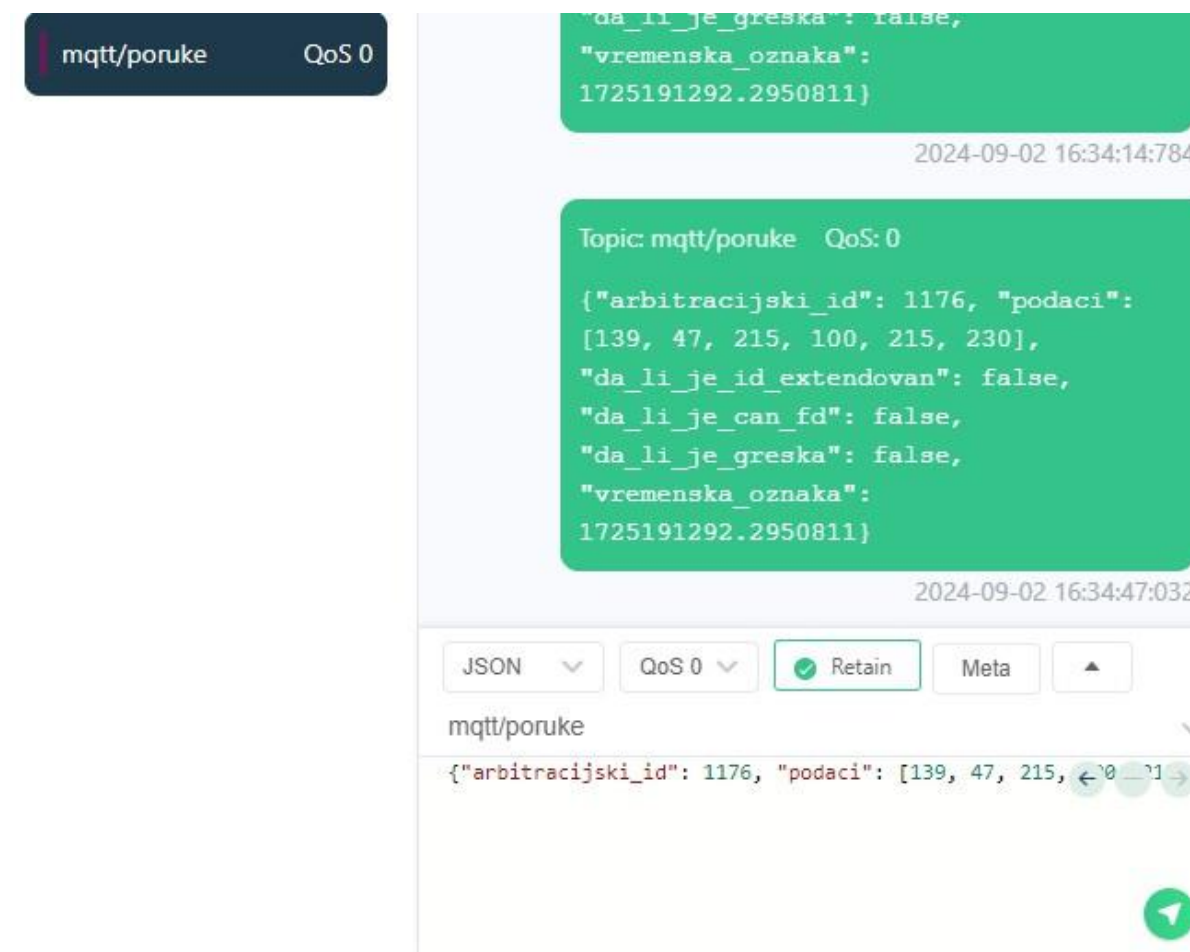 mqtt/poruke QoS 0
"da_li_je_greska": false,
"vremenska_oznaka":
1725191292.2950811}
2024-09-02 16:34:14:784
Topic: mqtt/poruke QoS: 0
{"arbitracijski_id": 1176, "podaci":
[139, 47, 215, 100, 215, 230],
"da_li_je_id_extendovan": false,
"da_li_je_can_fd": false,
"da_li_je_greska": false,
"vremenska_oznaka":
1725191292.2950811}
2024-09-02 16:34:47:032
JSON QoS 0 Retain Meta
mqtt/poruke
{"arbitracijski_id": 1176, "podaci": [139, 47, 215,